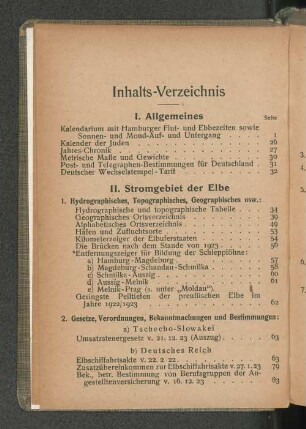 Inhalts-Verzeichnis
I. Allgemeines
Seite
Kalendarium mit Hamburger Flut- und Ebbezeiten sowie
Sonnen- und Mond-Auf- und Untergang . . . . 1
Kalender der Juden . . . . 26
Jahres-Chronik . . . . 27
Metrische Maße und Gewichte . . . . 30
Post- und Telegraphen-Bestimmungen für Deutschland . 31
Deutscher Wechselstempel-Tarif . . . . 32
II. Stromgebiet der Elbe
1. Hydrographisches, Topographisches, Geographisches usw.:
Hydrographische und topographische Tabelle . . . 34
Geographisches Ortsverzeichnis . . . . 39
Alphabetisches Ortsverzeichnis . . . . 49
Häfen und Zufluchtsorte . . . . 53
Kilometerzeiger der Elbuferstaaten . . . . 54
Die Brücken nach dem Stande von 1923 . . . . 56
*Entfernungszeiger für Bildung der Schlepplöhne:
a) Hamburg-Magdeburg . . . . 57
b) Magdeburg-Schandau-Schmilka . . . . 58
c) Schmilka-Aussig . . . . 60
d) Aussig-Melnik . . . . 61
e) Melnik-Prag (s. unter „Moldau").
Geringste Peiltiefen der preußischen Elbe im
Jahre 1922/1923 . . . . 62
2. Gesetze, Verordnungen, Bekanntmachungen und Bestimmungen:
a) Tschecho-Slowakei
Umsatzsteuergesetz v. 21. 12. 23 (Auszug) . . . 63
b) Deutsches Reich
Elbschiffahrtsakte v. 22. 2. 22 . . . . 63
Zusatzübereinkommen zur Elbschiffahrtsakte v. 27. 1. 23 79
Bek., betr. Bestimmung von Berufsgruppen der An-
gestelltenversicherung v. 16. 12. 23 . . . . 63